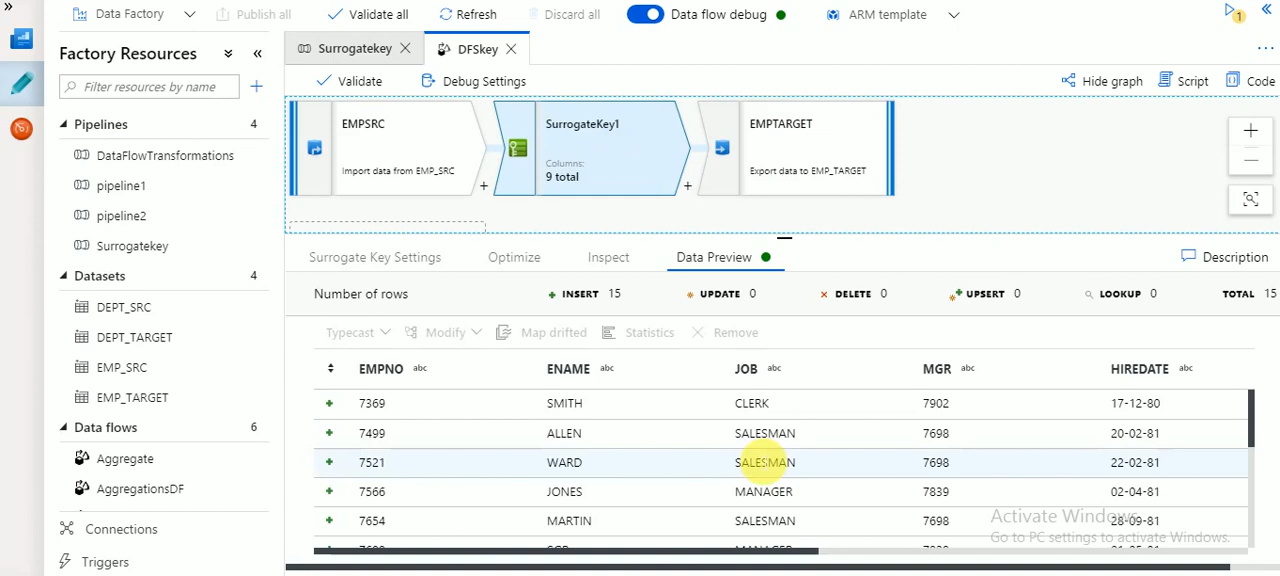 »
Data Factory
Publish all
Validate all
Refresh
Discard all
Data flow debug
ARM template
1
«
Factory Resources
«
Filter resources by name
+
Pipelines 4
DataFlowTransformations
pipeline1
pipeline2
Surrogatekey
Datasets 4
DEPT_SRC
DEPT_TARGET
EMP_SRC
EMP_TARGET
Data flows 6
Aggregate
AggregationsDF
Connections
Triggers
Surrogatekey
DFSkey
...
Validate
Debug Settings
Hide graph
Script
Code
EMPSRC
Import data from EMP_SRC
+
SurrogateKey1
Columns:
9 total
+
EMPTARGET
Export data to EMP_TARGET
Surrogate Key Settings
Optimize
Inspect
Data Preview
Description
Number of rows
+ INSERT 15
UPDATE 0
DELETE 0
UPSERT 0
LOOKUP 0
TOTAL 15
Typecast
Modify
Map drifted
Statistics
Remove
EMPNO abc ENAME abc JOB abc MGR abc HIREDATE abc
+ 7369 SMITH CLERK 7902 17-12-80
+ 7499 ALLEN SALESMAN 7698 20-02-81
+ 7521 WARD SALESMAN 7698 22-02-81
+ 7566 JONES MANAGER 7839 02-04-81
+ 7654 MARTIN SALESMAN 7698 28-09-81
Activate Windows
Go to PC settings to activate Windows.